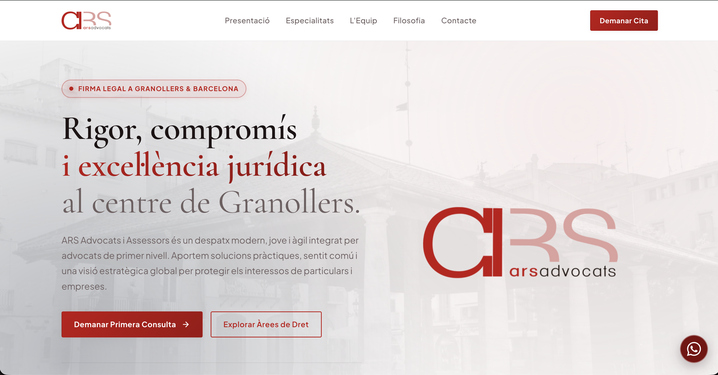 aRS
arsadvocats
Presentació
Especialitats
L'Equip
Filosofia
Contacte
Demanar Cita
FIRMA LEGAL A GRANOLLERS & BARCELONA
Rigor, compromís
i excel·lència jurídica
al centre de Granollers.
ARS Advocats i Assessors és un despatx modern, jove i àgil integrat per
advocats de primer nivell. Aportem solucions pràctiques, sentit comú i
una visió estratègica global per protegir els interessos de particulars i
empreses.
Demanar Primera Consulta →
Explorar Àrees de Dret
aRS
arsadvocats